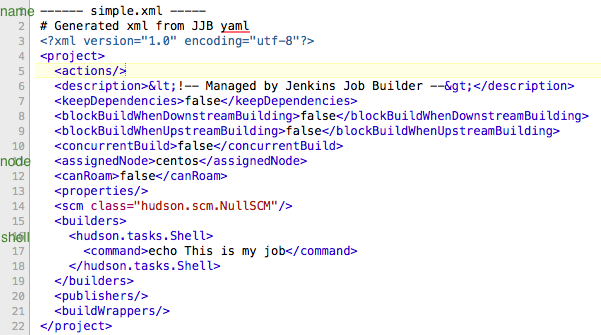 name 1 ------ simple.xml -----
2 # Generated xml from JJB yaml
3 <?xml version="1.0" encoding="utf-8"?>
4 <project>
5 <actions/>
6 <description>&lt;!-- Managed by Jenkins Job Builder --&gt;</description>
7 <keepDependencies>false</keepDependencies>
8 <blockBuildWhenDownstreamBuilding>false</blockBuildWhenDownstreamBuilding>
9 <blockBuildWhenUpstreamBuilding>false</blockBuildWhenUpstreamBuilding>
10 <concurrentBuild>false</concurrentBuild>
node 11 <assignedNode>centos</assignedNode>
12 <canRoam>false</canRoam>
13 <properties/>
14 <scm class="hudson.scm.NullSCM"/>
15 <builders>
shell 16 <hudson.tasks.Shell>
17 <command>echo This is my job</command>
18 </hudson.tasks.Shell>
19 </builders>
20 <publishers/>
21 <buildWrappers/>
22 </project>